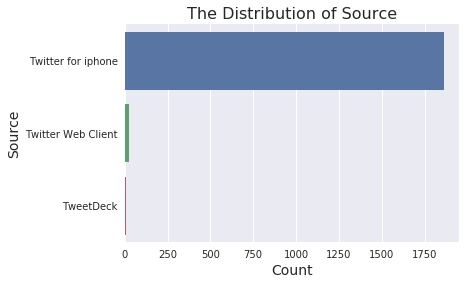 The Distribution of Source
Twitter for iphone
Twitter Web Client
TweetDeck
Source
0 250 500 750 1000 1250 1500 1750
Count